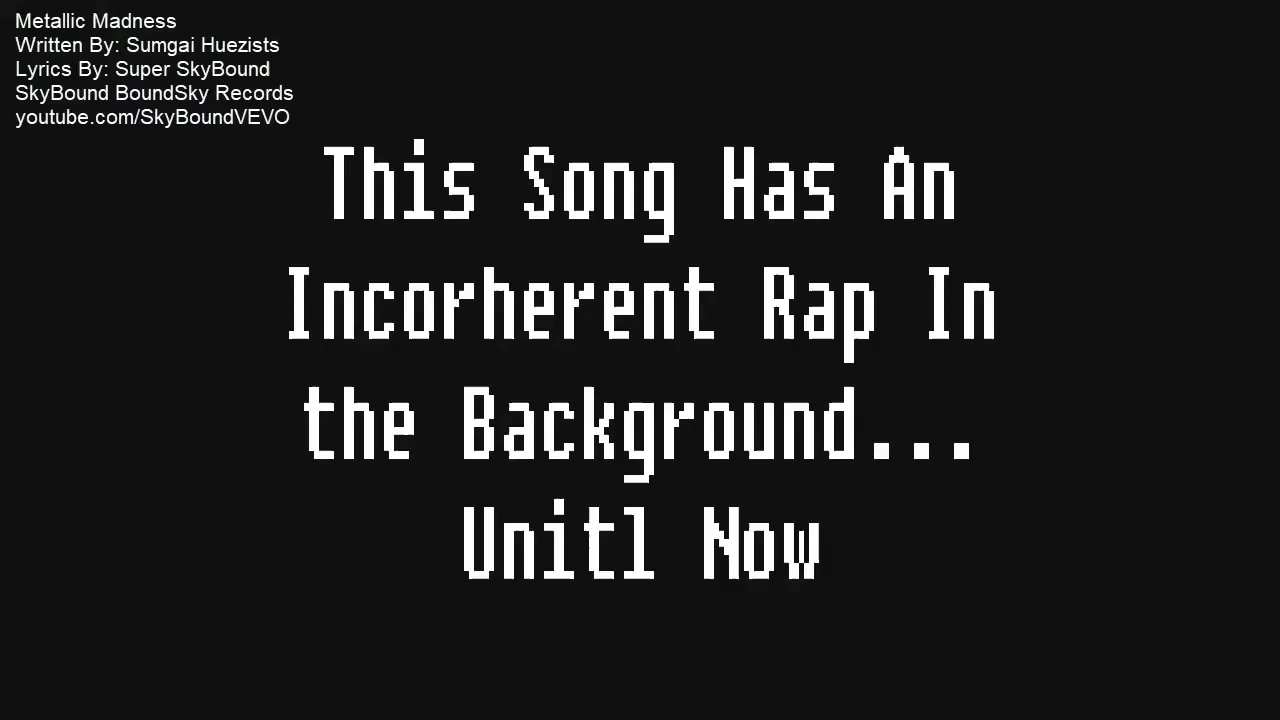 Metallic Madness
Written By: Sumgai Huezists
Lyrics By: Super SkyBound
SkyBound BoundSky Records
youtube.com/SkyBoundVEVO
This Song Has An
Incorherent Rap In
the Background...
Unitl Now